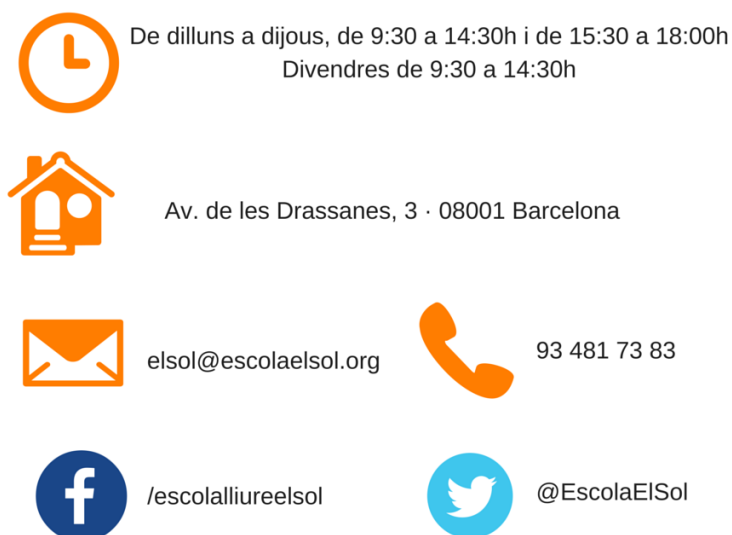 De dilluns a dijous, de 9:30 a 14:30h i de 15:30 a 18:00h
Divendres de 9:30 a 14:30h
Av. de les Drassanes, 3 · 08001 Barcelona
elsol@escolaelsol.org
93 481 73 83
/escolalliureelsol
@EscolaElSol